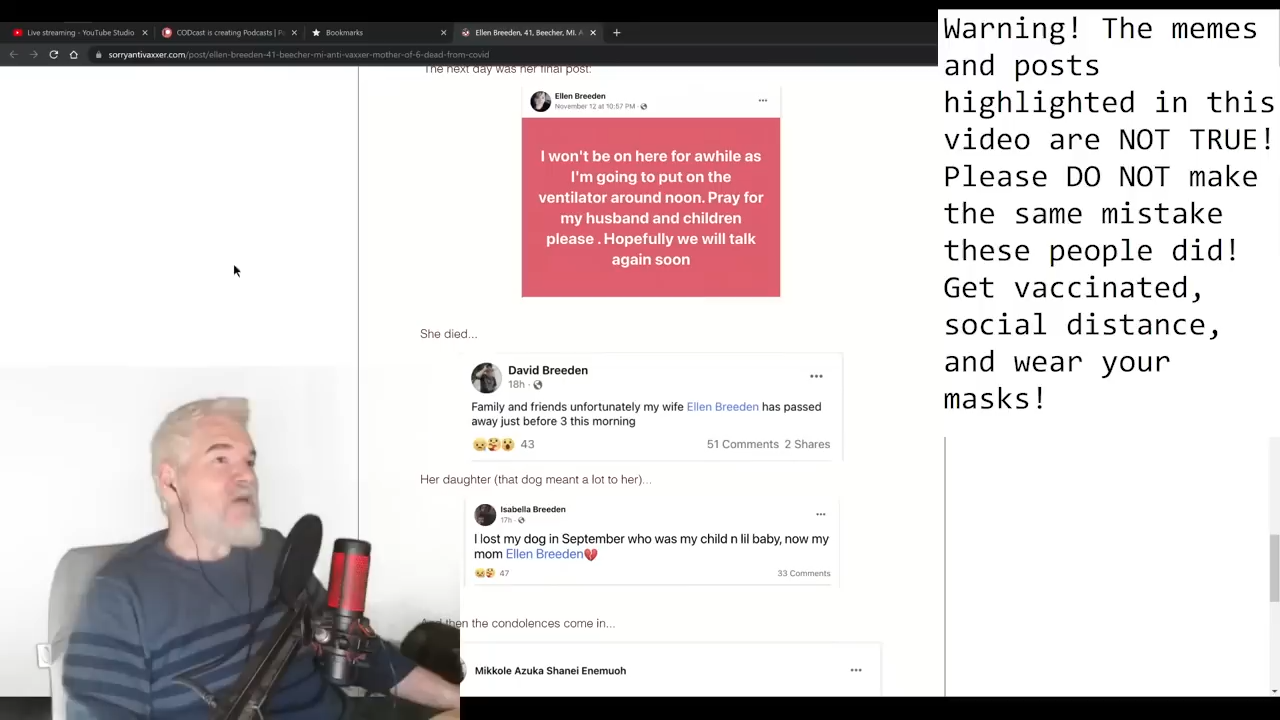 Live streaming - YouTube Studio
CODcast is creating Podcasts |
Bookmarks
Ellen Breeden, 41, Beecher, MI, A
sorryantivaxxer.com/post/ellen-breeden-41-beecher-mi-anti-vaxxer-mother-of-6-dead-from-covid
The next day was her final post:
Ellen Breeden
November 12 at 10:57 PM
I won't be on here for awhile as
I'm going to put on the
ventilator around noon. Pray for
my husband and children
please . Hopefully we will talk
again soon
She died...
David Breeden
18h
Family and friends unfortunately my wife Ellen Breeden has passed
away just before 3 this morning
43
51 Comments 2 Shares
Her daughter (that dog meant a lot to her)...
Isabella Breeden
17h
I lost my dog in September who was my child n lil baby, now my
mom Ellen Breeden💔
47
33 Comments
And then the condolences come in...
Mikkole Azuka Shanei Enemuoh
Warning! The memes
and posts
highlighted in this
video are NOT TRUE!
Please DO NOT make
the same mistake
these people did!
Get vaccinated,
social distance,
and wear your
masks!